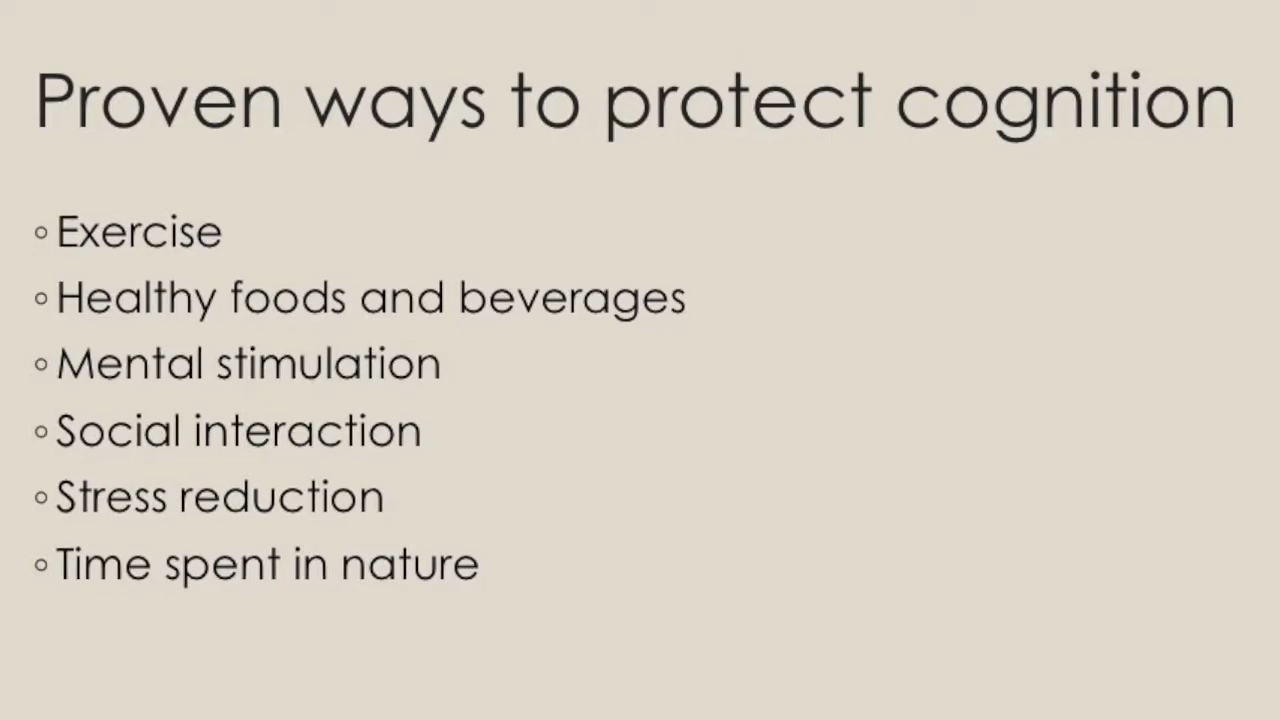 Proven ways to protect cognition
◦ Exercise
◦ Healthy foods and beverages
◦ Mental stimulation
◦ Social interaction
◦ Stress reduction
◦ Time spent in nature